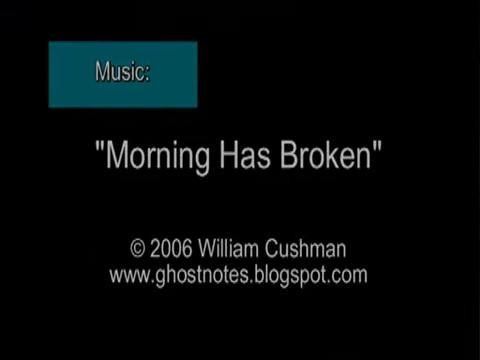 Music:
"Morning Has Broken"
© 2006 William Cushman
www.ghostnotes.blogspot.com